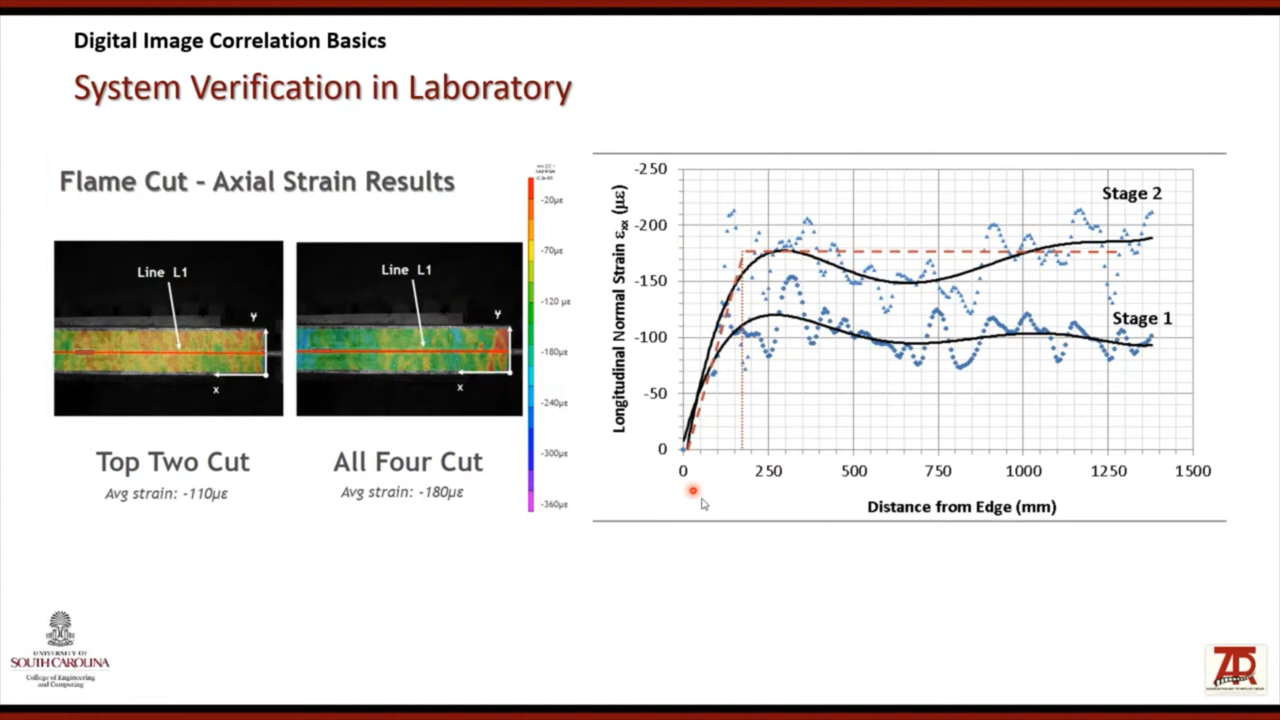 Digital Image Correlation Basics
System Verification in Laboratory
Flame Cut - Axial Strain Results
-20με
-70με
-120 με
-180με
-240με
-300με
-360με
Line L1
y
x
Line L1
y
x
Top Two Cut
Avg strain: -110με
All Four Cut
Avg strain: -180με
Longitudinal Normal Strain εxx (με)
-250
-200
-150
-100
-50
0
Stage 2
Stage 1
0 250 500 750 1000 1250 1500
Distance from Edge (mm)
UNIVERSITY OF
SOUTH CAROLINA
College of Engineering
and Computing